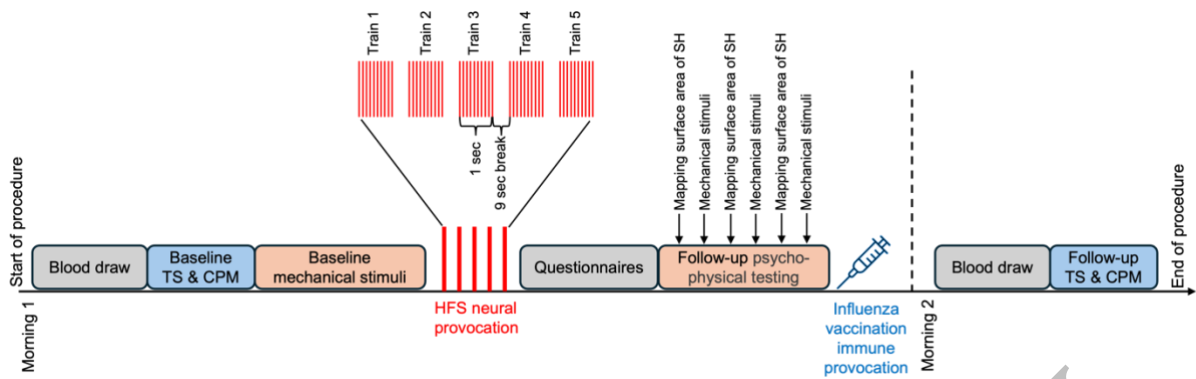 Train 1
Train 2
Train 3
Train 4
Train 5
1 sec
9 sec break
Mapping surface area of SH
Mechanical stimuli
Mapping surface area of SH
Mechanical stimuli
Mapping surface area of SH
Mechanical stimuli
Start of procedure
Blood draw
Baseline
TS & CPM
Baseline
mechanical stimuli
Questionnaires
Follow-up psycho-
physical testing
Blood draw
Follow-up
TS & CPM
End of procedure
Morning 1
HFS neural
provocation
Influenza
vaccination
immune
provocation
Morning 2